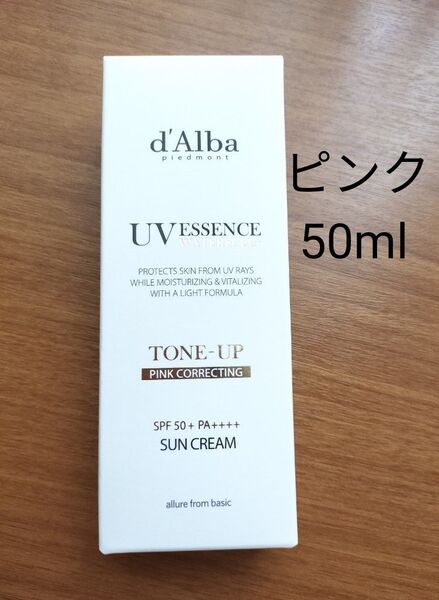 d'Alba
piedmont
UV ESSENCE
WATERFULL
PROTECTS SKIN FROM UV RAYS
WHILE MOISTURIZING & VITALIZING
WITH A LIGHT FORMULA
TONE-UP
PINK CORRECTING
SPF 50+ PA++++
SUN CREAM
allure from basic
ピンク
50ml